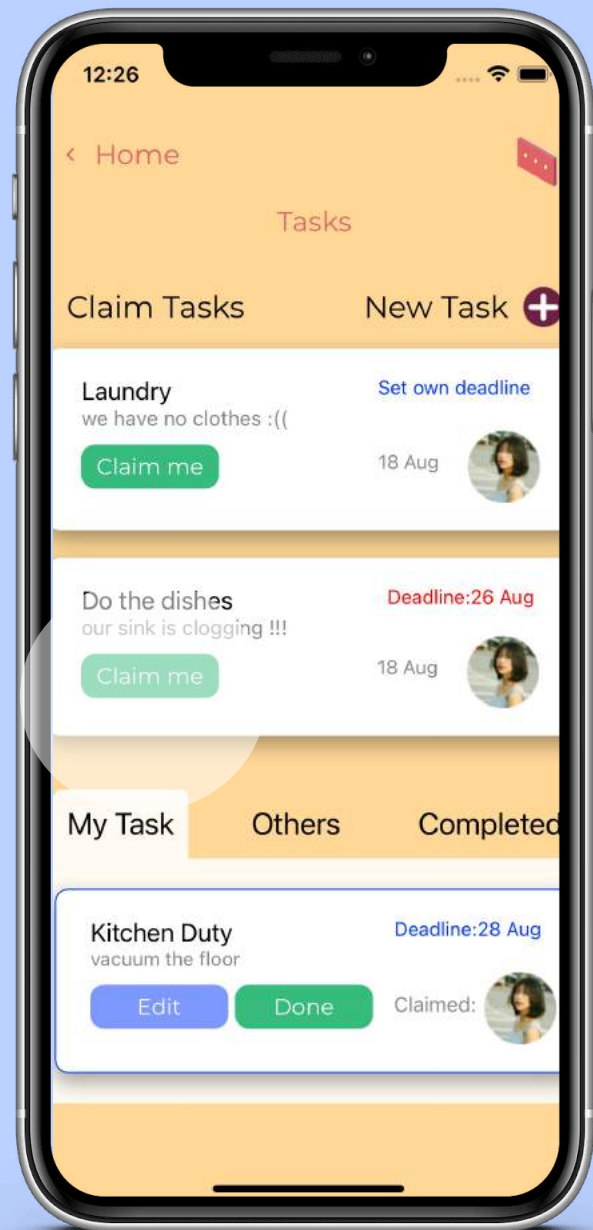 12:26
< Home
Tasks
Claim Tasks New Task
Laundry Set own deadline
we have no clothes :((
Claim me 18 Aug
Do the dishes Deadline:26 Aug
our sink is clogging !!!
Claim me 18 Aug
My Task Others Completed
Kitchen Duty Deadline:28 Aug
vacuum the floor
Edit Done Claimed: